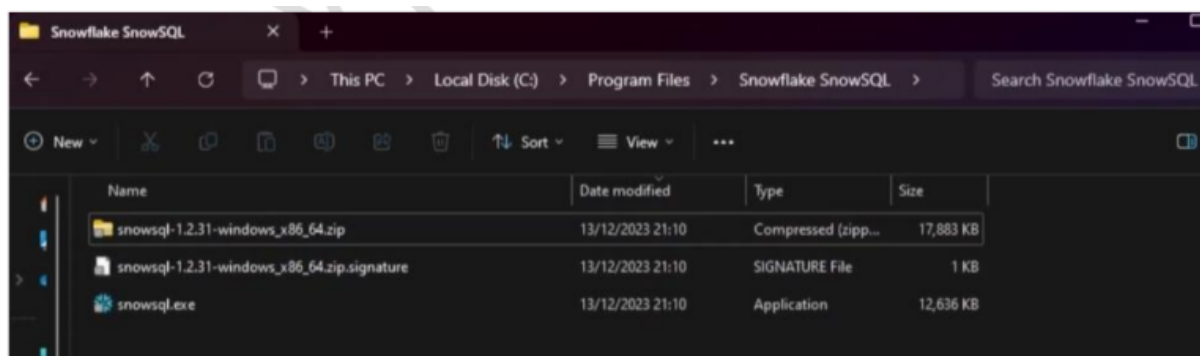 Snowflake SnowSQL
This PC > Local Disk (C:) > Program Files > Snowflake SnowSQL > Search Snowflake SnowSQL
New Sort View
Name Date modified Type Size
snowsql-1.2.31-windows_x86_64.zip 13/12/2023 21:10 Compressed (zipp... 17,883 KB
snowsql-1.2.31-windows_x86_64.zip.signature 13/12/2023 21:10 SIGNATURE File 1 KB
snowsql.exe 13/12/2023 21:10 Application 12,636 KB